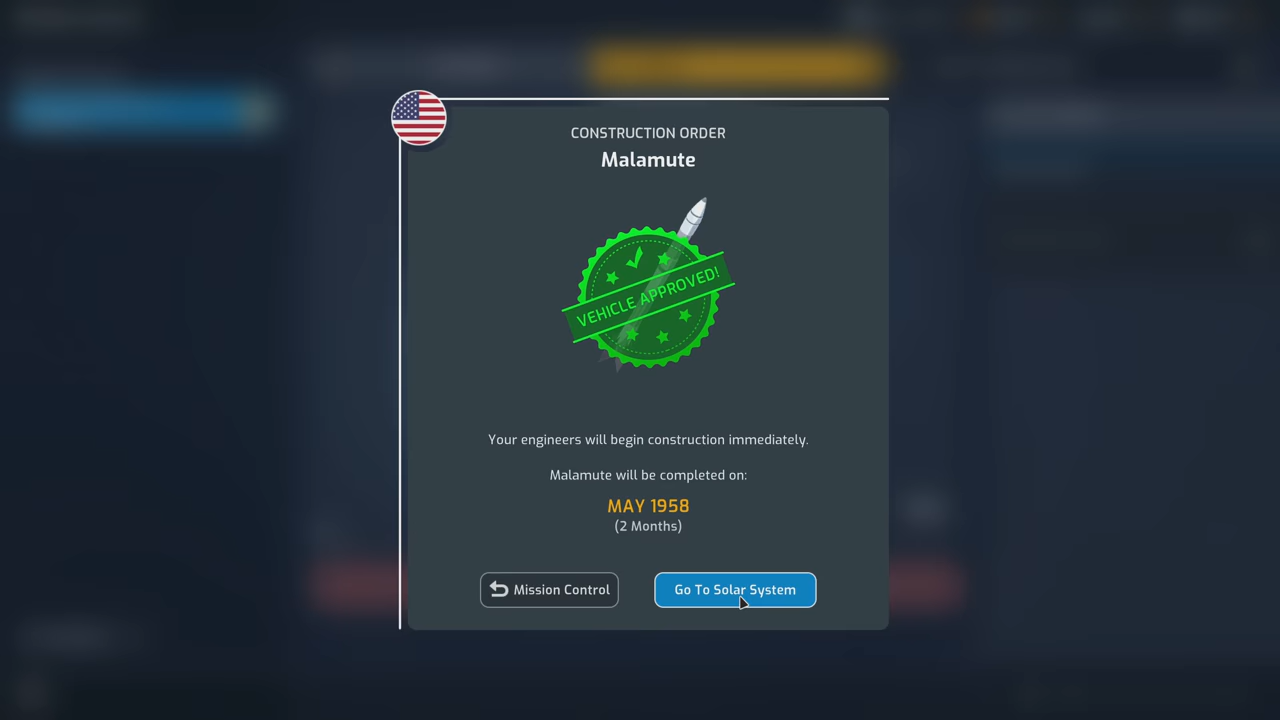 CONSTRUCTION ORDER
Malamute
VEHICLE APPROVED!
Your engineers will begin construction immediately.
Malamute will be completed on:
MAY 1958
(2 Months)
Mission Control
Go To Solar System